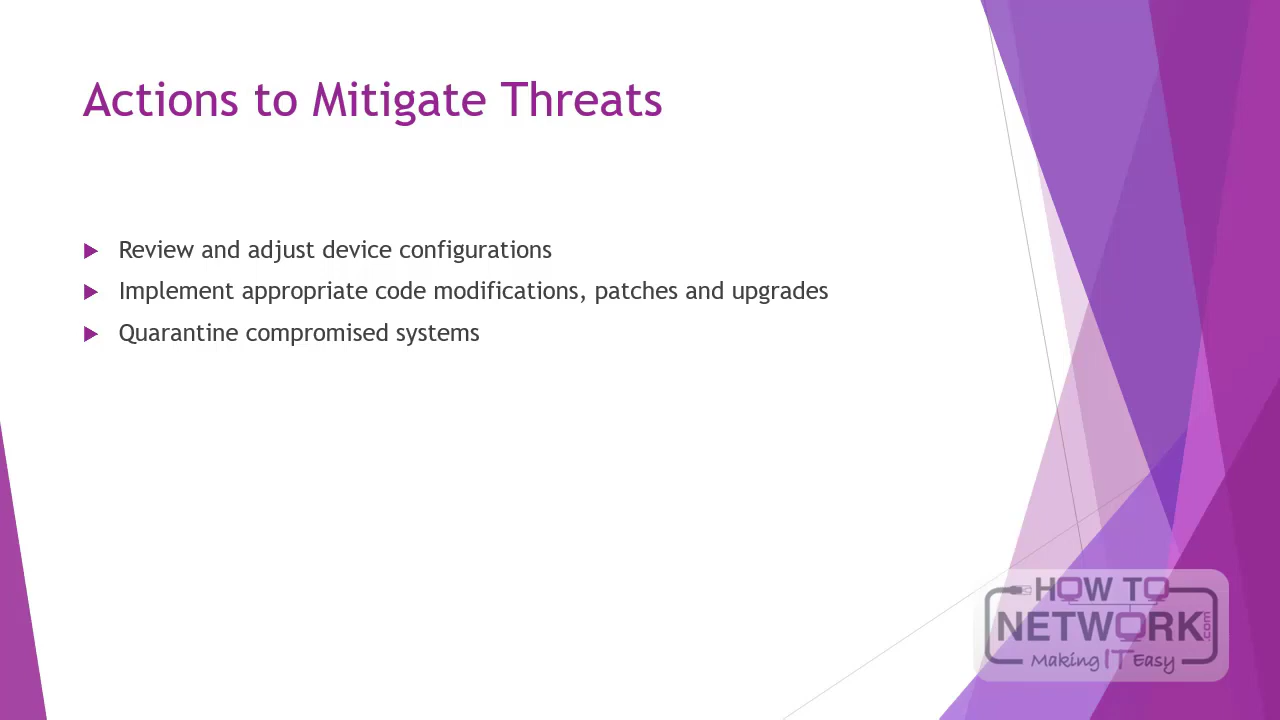 Actions to Mitigate Threats
Review and adjust device configurations
Implement appropriate code modifications, patches and upgrades
Quarantine compromised systems
HOW TO
NETWORK.com
Making IT Easy